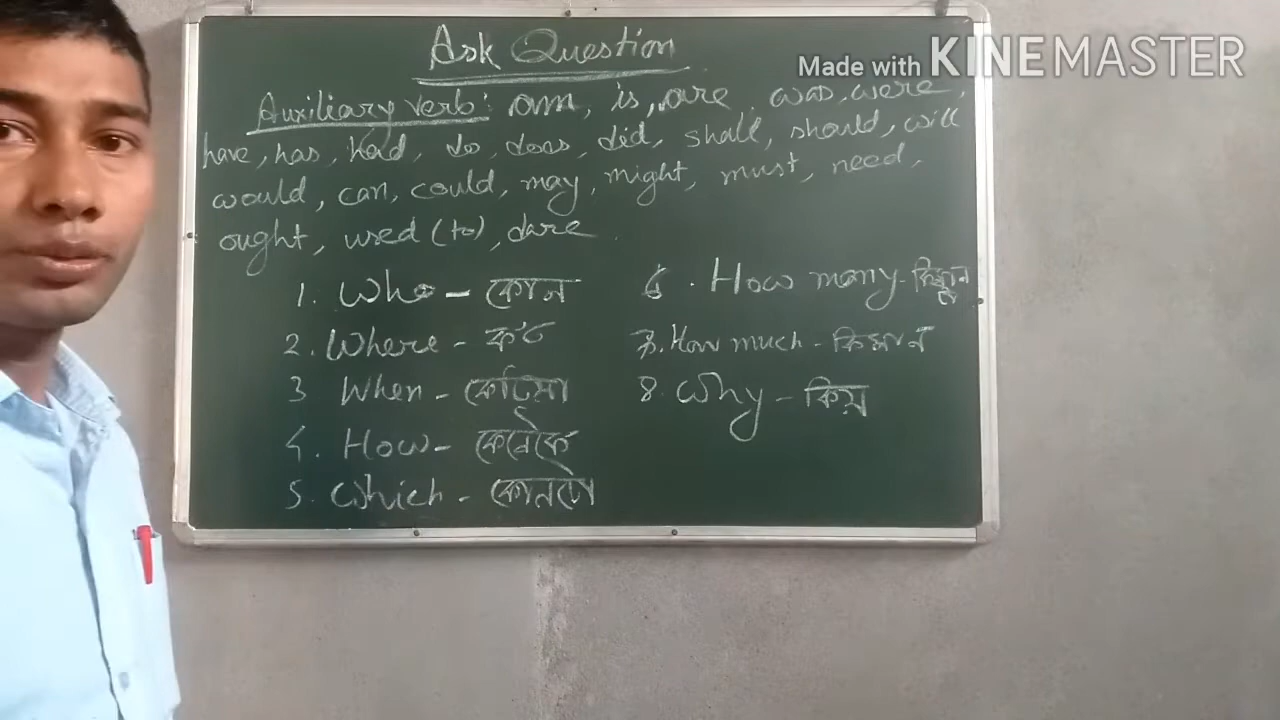 Ask Question
Made with KINEMASTER
Auxiliary verb: am, is, are, was, were,
have, has, had, do, does, did, shall, should, will
would, can, could, may, might, must, need,
ought, used (to), dare
1. Who - কোন
2. Where - ক'ত
3 When - কেতিয়া
4. How - কেনেকৈ
5. Which - কোনটো
6. How many - কিমান
7. How much - কিমান
8. Why - কিয়